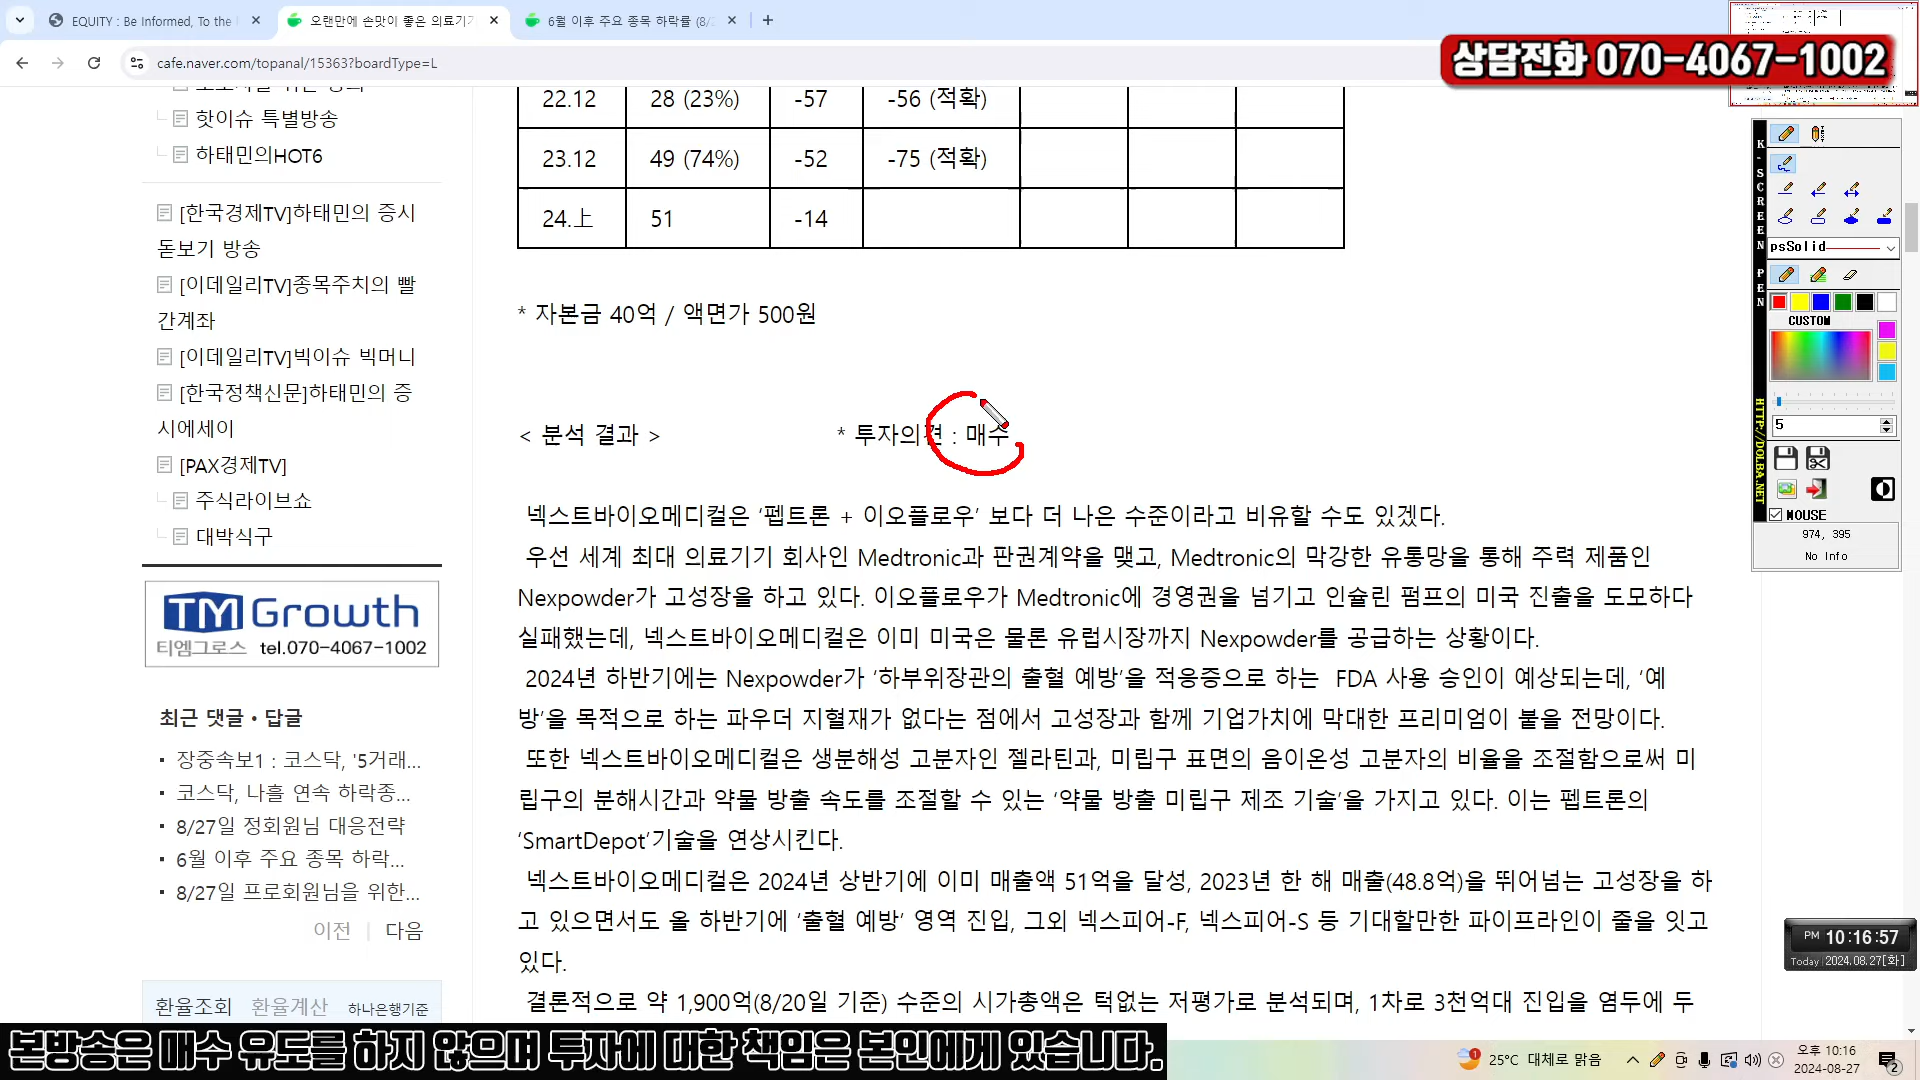 EQUITY : Be Informed, To the
오랜만에 손맛이 좋은 의료기기
6월 이후 주요 종목 하락률 (8/2
cafe.naver.com/topanal/15363?boardType=L
상담전화 070-4067-1002
핫이슈 특별방송
하태민의HOT6
[한국경제TV]하태민의 증시
돋보기 방송
[이데일리TV]종목주치의 빨
간계좌
[이데일리TV]빅이슈 빅머니
[한국정책신문]하태민의 증
시에세이
[PAX경제TV]
주식라이브쇼
대박식구
TM Growth
티엠그로스 tel.070-4067-1002
최근 댓글 • 답글
· 장중속보1 : 코스닥, '5거래...
· 코스닥, 나흘 연속 하락종...
· 8/27일 정회원님 대응전략
· 6월 이후 주요 종목 하락...
· 8/27일 프로회원님을 위한...
이전 | 다음
환율조회 환율계산 하나은행기준
22.12 28 (23%) -57 -56 (적확)
23.12 49 (74%) -52 -75 (적확)
24.上 51 -14
* 자본금 40억 / 액면가 500원
< 분석 결과 > * 투자의견 : 매수
넥스트바이오메디컬은 ‘펩트론 + 이오플로우’ 보다 더 나은 수준이라고 비유할 수도 있겠다.
우선 세계 최대 의료기기 회사인 Medtronic과 판권계약을 맺고, Medtronic의 막강한 유통망을 통해 주력 제품인
Nexpowder가 고성장을 하고 있다. 이오플로우가 Medtronic에 경영권을 넘기고 인슐린 펌프의 미국 진출을 도모하다
실패했는데, 넥스트바이오메디컬은 이미 미국은 물론 유럽시장까지 Nexpowder를 공급하는 상황이다.
2024년 하반기에는 Nexpowder가 ‘하부위장관의 출혈 예방’을 적응증으로 하는 FDA 사용 승인이 예상되는데, ‘예
방’을 목적으로 하는 파우더 지혈재가 없다는 점에서 고성장과 함께 기업가치에 막대한 프리미엄이 붙을 전망이다.
또한 넥스트바이오메디컬은 생분해성 고분자인 젤라틴과, 미립구 표면의 음이온성 고분자의 비율을 조절함으로써 미
립구의 분해시간과 약물 방출 속도를 조절할 수 있는 ‘약물 방출 미립구 제조 기술’을 가지고 있다. 이는 펩트론의
‘SmartDepot’기술을 연상시킨다.
넥스트바이오메디컬은 2024년 상반기에 이미 매출액 51억을 달성, 2023년 한 해 매출(48.8억)을 뛰어넘는 고성장을 하
고 있으면서도 올 하반기에 ‘출혈 예방’ 영역 진입, 그외 넥스피어-F, 넥스피어-S 등 기대할만한 파이프라인이 줄을 잇고
있다.
결론적으로 약 1,900억(8/20일 기준) 수준의 시가총액은 턱없는 저평가로 분석되며, 1차로 3천억대 진입을 염두에 두
K-SCREEN PEN
HTTP://DOLBA.NET
psSolid
CUSTOM
5
MOUSE
974, 395
No Info
PM 10:16:57
Today 2024.08.27[화]
본방송은 매수 유도를 하지 않으며 투자에 대한 책임은 본인에게 있습니다.
1
25°C 대체로 맑음
오후 10:16
2024-08-27
2